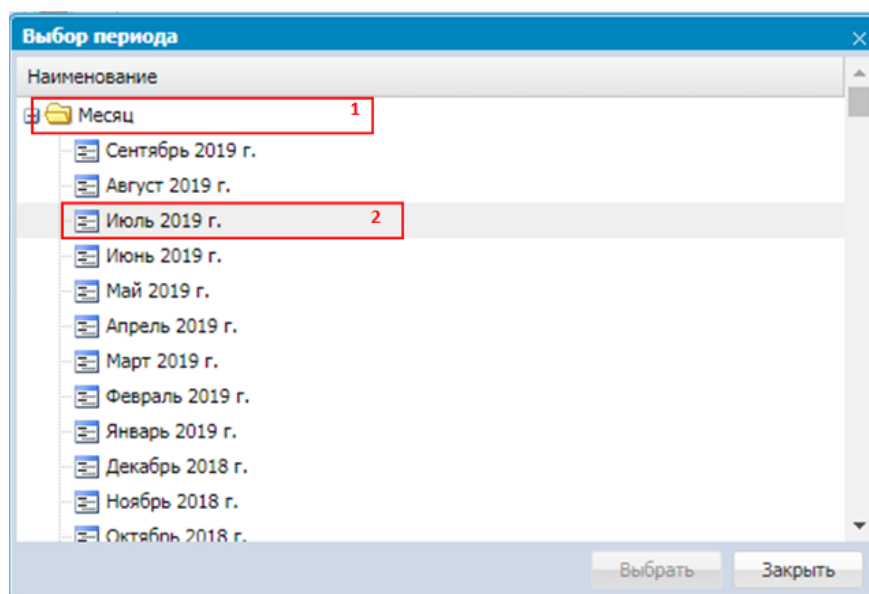 Выбор периода
Наименование
Месяц 1
Сентябрь 2019 г.
Август 2019 г.
Июль 2019 г. 2
Июнь 2019 г.
Май 2019 г.
Апрель 2019 г.
Март 2019 г.
Февраль 2019 г.
Январь 2019 г.
Декабрь 2018 г.
Ноябрь 2018 г.
Октябрь 2018 г.
Выбрать Закрыть